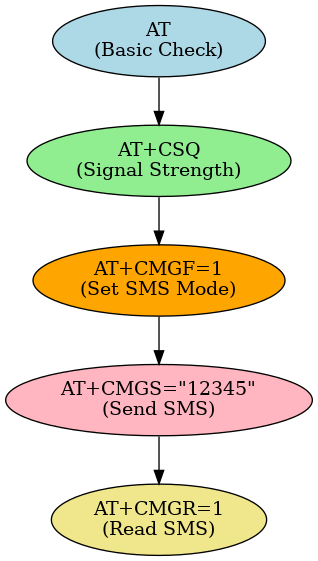 AT
(Basic Check)
AT+CSQ
(Signal Strength)
AT+CMGF=1
(Set SMS Mode)
AT+CMGS="12345"
(Send SMS)
AT+CMGR=1
(Read SMS)